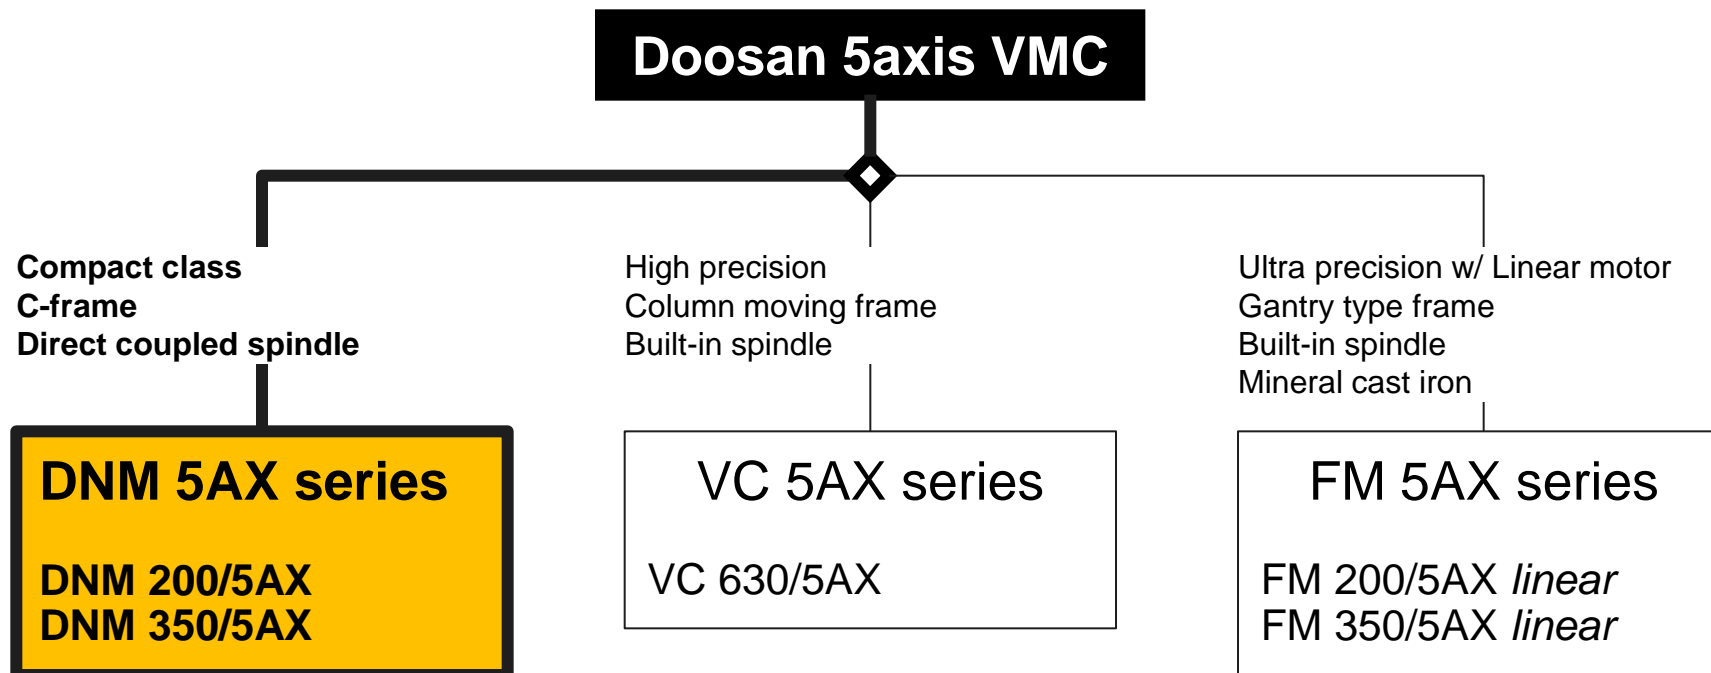 Doosan 5axis VMC
Compact class
C-frame
Direct coupled spindle
DNM 5AX series
DNM 200/5AX
DNM 350/5AX
High precision
Column moving frame
Built-in spindle
VC 5AX series
VC 630/5AX
Ultra precision w/ Linear motor
Gantry type frame
Built-in spindle
Mineral cast iron
FM 5AX series
FM 200/5AX linear
FM 350/5AX linear